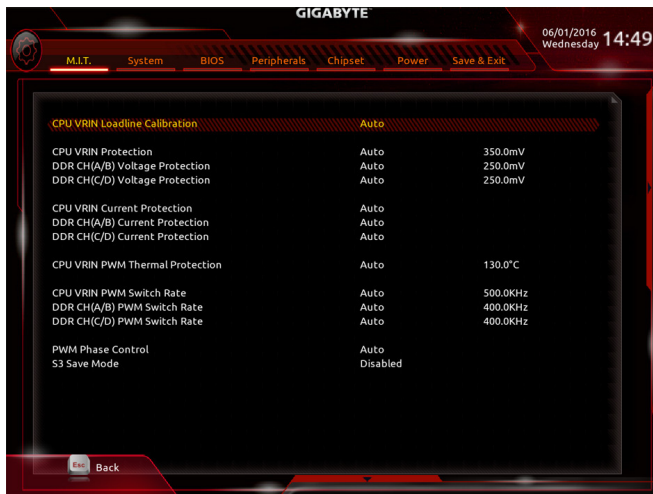 GIGABYTE™
06/01/2016
Wednesday
14:49
M.I.T. System BIOS Peripherals Chipset Power Save & Exit
CPU VRIN Loadline Calibration Auto
CPU VRIN Protection Auto 350.0mV
DDR CH(A/B) Voltage Protection Auto 250.0mV
DDR CH(C/D) Voltage Protection Auto 250.0mV
CPU VRIN Current Protection Auto
DDR CH(A/B) Current Protection Auto
DDR CH(C/D) Current Protection Auto
CPU VRIN PWM Thermal Protection Auto 130.0°C
CPU VRIN PWM Switch Rate Auto 500.0KHz
DDR CH(A/B) PWM Switch Rate Auto 400.0KHz
DDR CH(C/D) PWM Switch Rate Auto 400.0KHz
PWM Phase Control Auto
S3 Save Mode Disabled
Esc Back